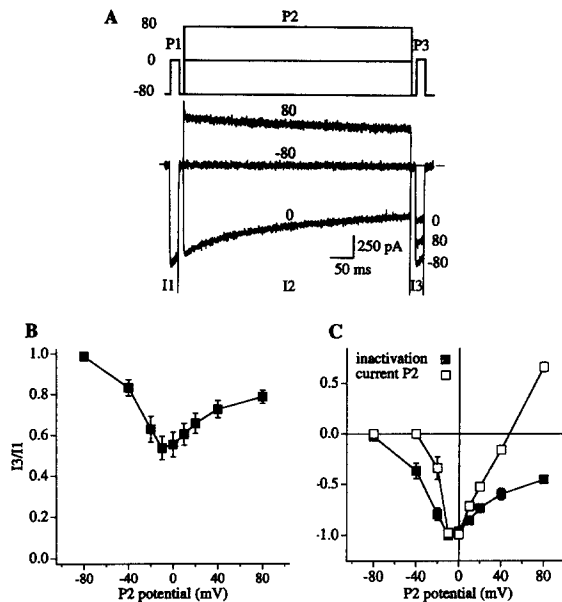 A
80
0
-80
P1
P2
P3
80
-80
0
0
80
-80
250 pA
50 ms
I1
I2
I3
B
I3/I1
1.0
0.8
0.6
0.4
0.2
0.0
-80 -40 0 40 80
P2 potential (mV)
C
inactivation
current P2
0.5
0.0
-0.5
-1.0
-80 -40 0 40 80
P2 potential (mV)